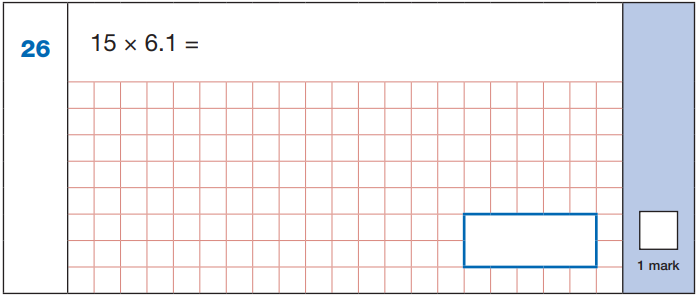 26
15 × 6.1 =
1 mark